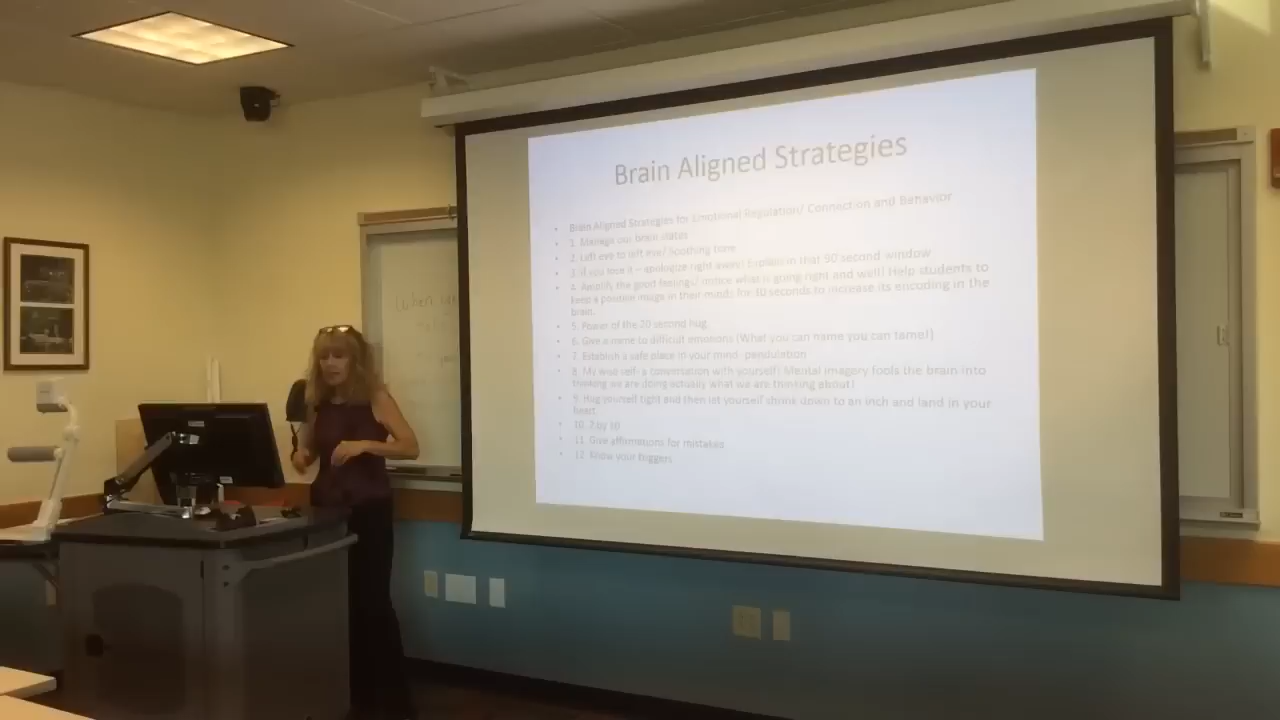 Brain Aligned Strategies
• Brain Aligned Strategies for Emotional Regulation/ Connection and Behavior
• 1. Manage our brain states
• 2. Left eye to left eye/ Soothing tone
• 3. If you lose it – apologize right away! Explain in that 90 second window
• 4. Amplify the good feelings/ notice what is going right and well! Help students to
keep a positive image in their minds for 30 seconds to increase its encoding in the
brain.
• 5. Power of the 20 second hug
• 6. Give a name to difficult emotions (What you can name you can tame!)
• 7. Establish a safe place in your mind- pendulation
• 8. My wise self- a conversation with yourself! Mental imagery fools the brain into
thinking we are doing actually what we are thinking about!
• 9. Hug yourself tight and then let yourself shrink down to an inch and land in your
heart.
• 10. 2 by 10
• 11. Give affirmations for mistakes
• 12. Know your triggers
When